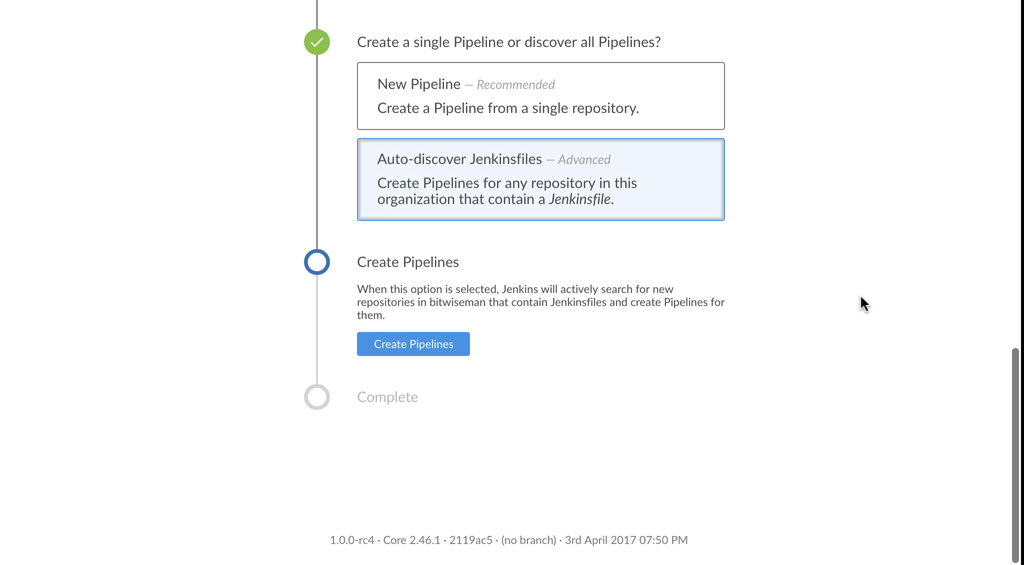 Create a single Pipeline or discover all Pipelines?
New Pipeline — Recommended
Create a Pipeline from a single repository.
Auto-discover Jenkinsfiles — Advanced
Create Pipelines for any repository in this
organization that contain a Jenkinsfile.
Create Pipelines
When this option is selected, Jenkins will actively search for new
repositories in bitwiseman that contain Jenkinsfiles and create Pipelines for
them.
Create Pipelines
Complete
1.0.0-rc4 · Core 2.46.1 · 2119ac5 · (no branch) · 3rd April 2017 07:50 PM